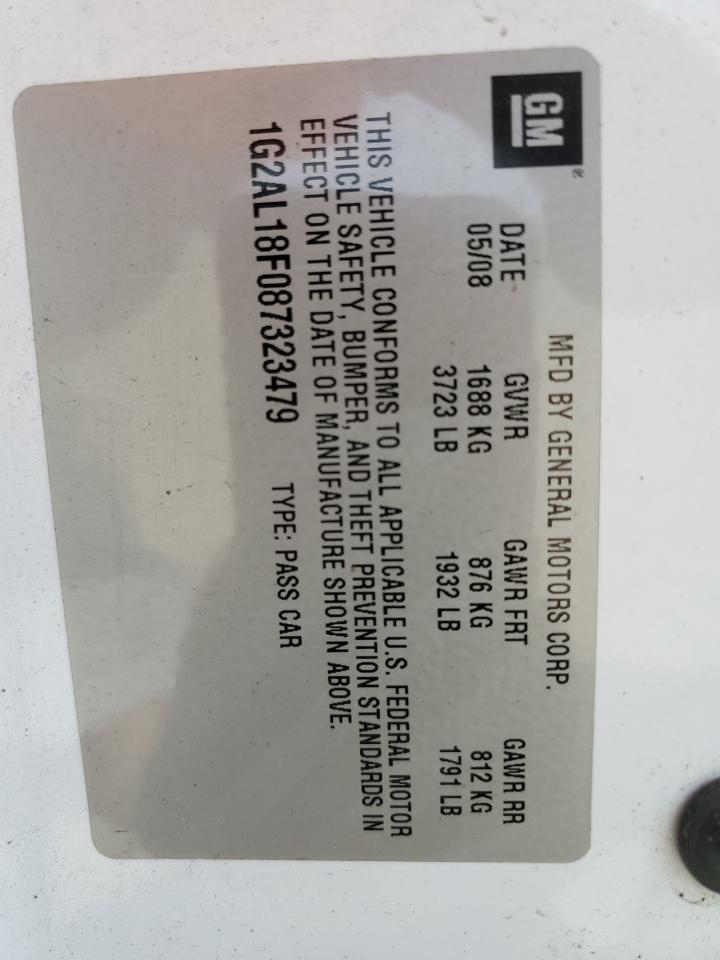 GM®
MFD BY GENERAL MOTORS CORP.
DATE GVWR GAWR FRT GAWR RR
05/08 1688 KG 876 KG 812 KG
3723 LB 1932 LB 1791 LB
THIS VEHICLE CONFORMS TO ALL APPLICABLE U.S. FEDERAL MOTOR
VEHICLE SAFETY, BUMPER, AND THEFT PREVENTION STANDARDS IN
EFFECT ON THE DATE OF MANUFACTURE SHOWN ABOVE.
1G2AL18F087323479 TYPE: PASS CAR